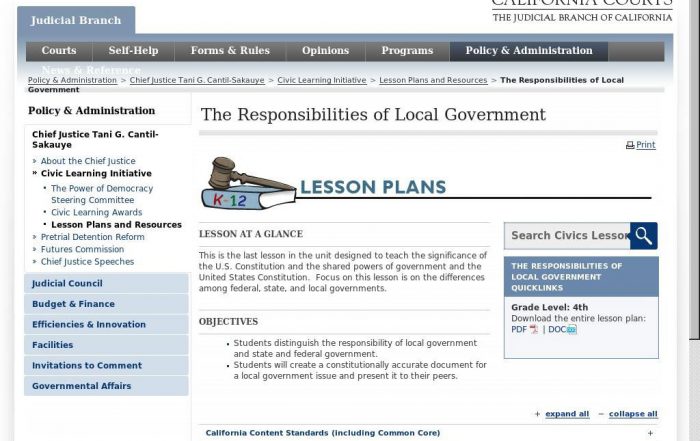 CALIFORNIA COURTS
THE JUDICIAL BRANCH OF CALIFORNIA
Judicial Branch
Courts
Self-Help
Forms & Rules
Opinions
Programs
Policy & Administration
News & Reference
Policy & Administration > Chief Justice Tani G. Cantil-Sakauye > Civic Learning Initiative > Lesson Plans and Resources > The Responsibilities of Local
Government
Policy & Administration
Chief Justice Tani G. Cantil-
Sakauye
» About the Chief Justice
» Civic Learning Initiative
• The Power of Democracy
Steering Committee
• Civic Learning Awards
• Lesson Plans and Resources
» Pretrial Detention Reform
» Futures Commission
» Chief Justice Speeches
Judicial Council
Budget & Finance
Efficiencies & Innovation
Facilities
Invitations to Comment
Governmental Affairs
The Responsibilities of Local Government
Print
K-12
LESSON PLANS
LESSON AT A GLANCE
This is the last lesson in the unit designed to teach the significance of
the U.S. Constitution and the shared powers of government and the
United States Constitution. Focus on this lesson is on the differences
among federal, state, and local governments.
OBJECTIVES
• Students distinguish the responsibility of local government
and state and federal government.
• Students will create a constitutionally accurate document for
a local government issue and present it to their peers.
Search Civics Lesson
THE RESPONSIBILITIES OF
LOCAL GOVERNMENT
QUICKLINKS
Grade Level: 4th
Download the entire lesson plan:
PDF | DOC
+ expand all − collapse all
California Content Standards (Including Common Core) +